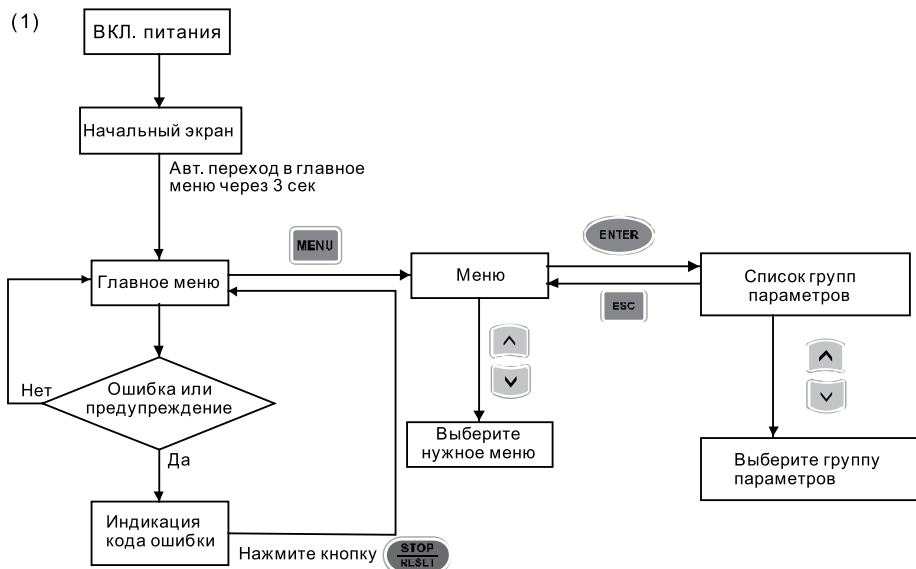 (1)
ВКЛ. питания
Начальный экран
Авт. переход в главное
меню через 3 сек
MENU
ENTER
Главное меню
Меню
ESC
Список групп
параметров
Нет
Ошибка или
предупреждение
Да
Выберите
нужное меню
Выберите группу
параметров
Индикация
кода ошибки
Нажмите кнопку
STOP
RLSLT